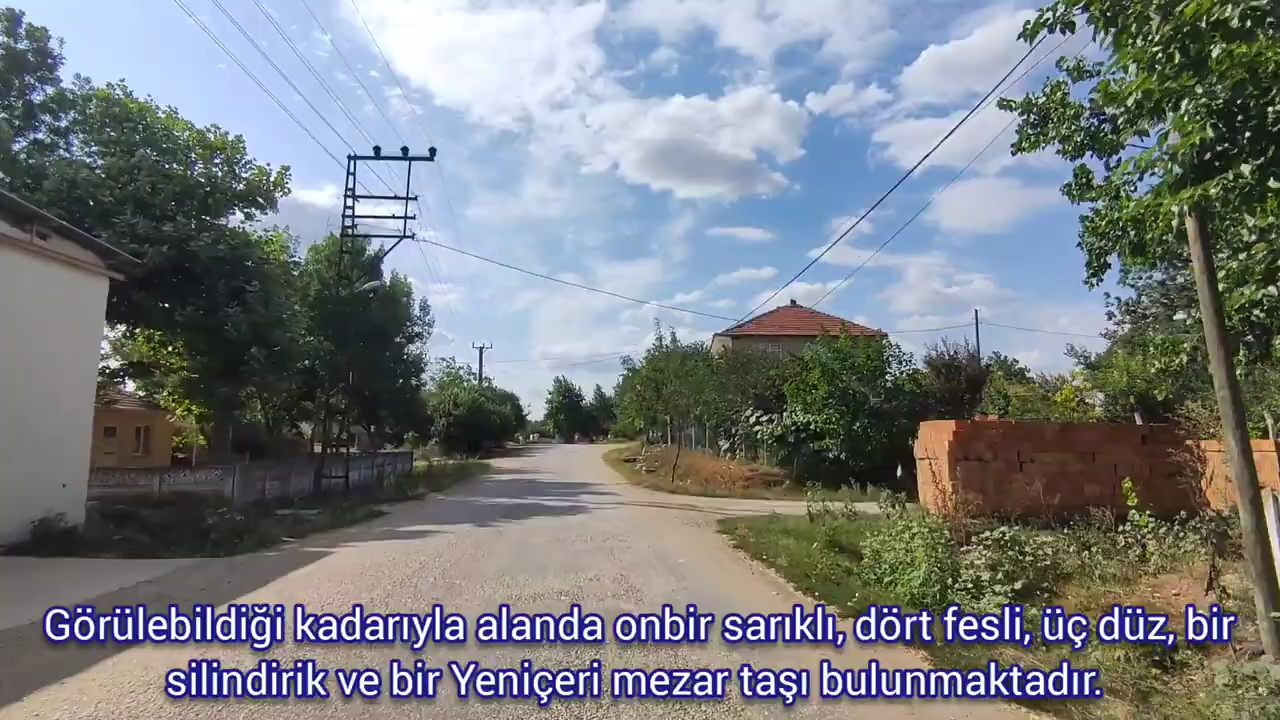 Görülebildiği kadarıyla alanda onbir sarıklı, dört fesli, üç düz, bir
silindirik ve bir Yeniçeri mezar taşı bulunmaktadır.